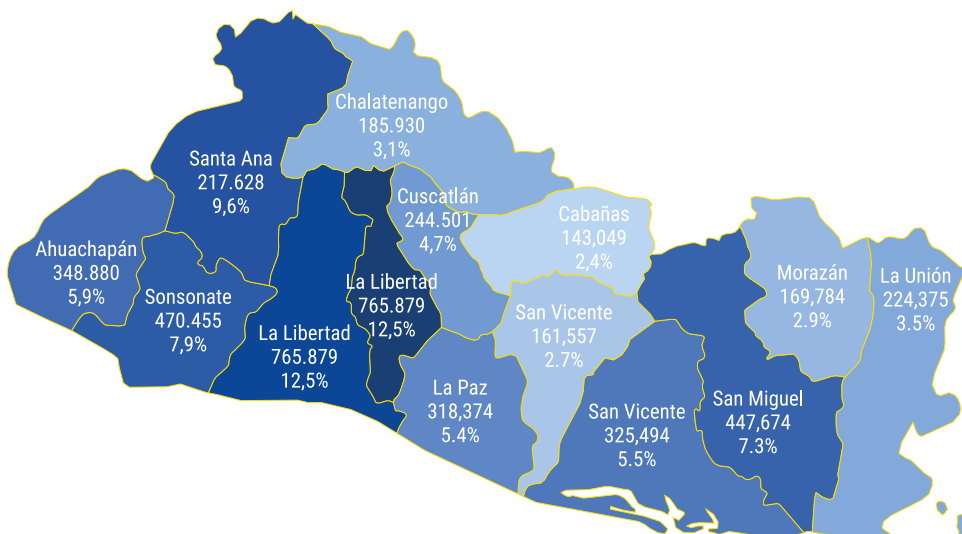 Chalatenango
185.930
3,1%
Santa Ana
217.628
9,6%
Cuscatlán
244.501
4,7%
Cabañas
143,049
2,4%
Ahuachapán
348.880
5,9%
Sonsonate
470.455
7,9%
La Libertad
765.879
12,5%
La Libertad
765.879
12,5%
San Vicente
161,557
2.7%
Morazán
169,784
2.9%
La Unión
224,375
3.5%
La Paz
318,374
5.4%
San Vicente
325,494
5.5%
San Miguel
447,674
7.3%